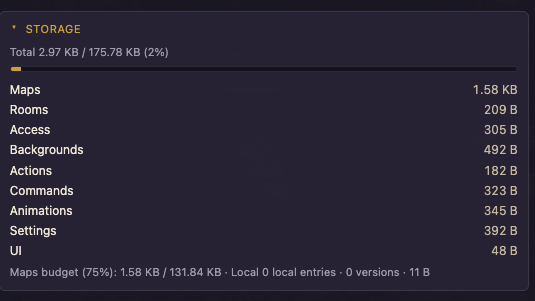 STORAGE
Total 2.97 KB / 175.78 KB (2%)
Maps 1.58 KB
Rooms 209 B
Access 305 B
Backgrounds 492 B
Actions 182 B
Commands 323 B
Animations 345 B
Settings 392 B
UI 48 B
Maps budget (75%): 1.58 KB / 131.84 KB · Local 0 local entries · 0 versions · 11 B